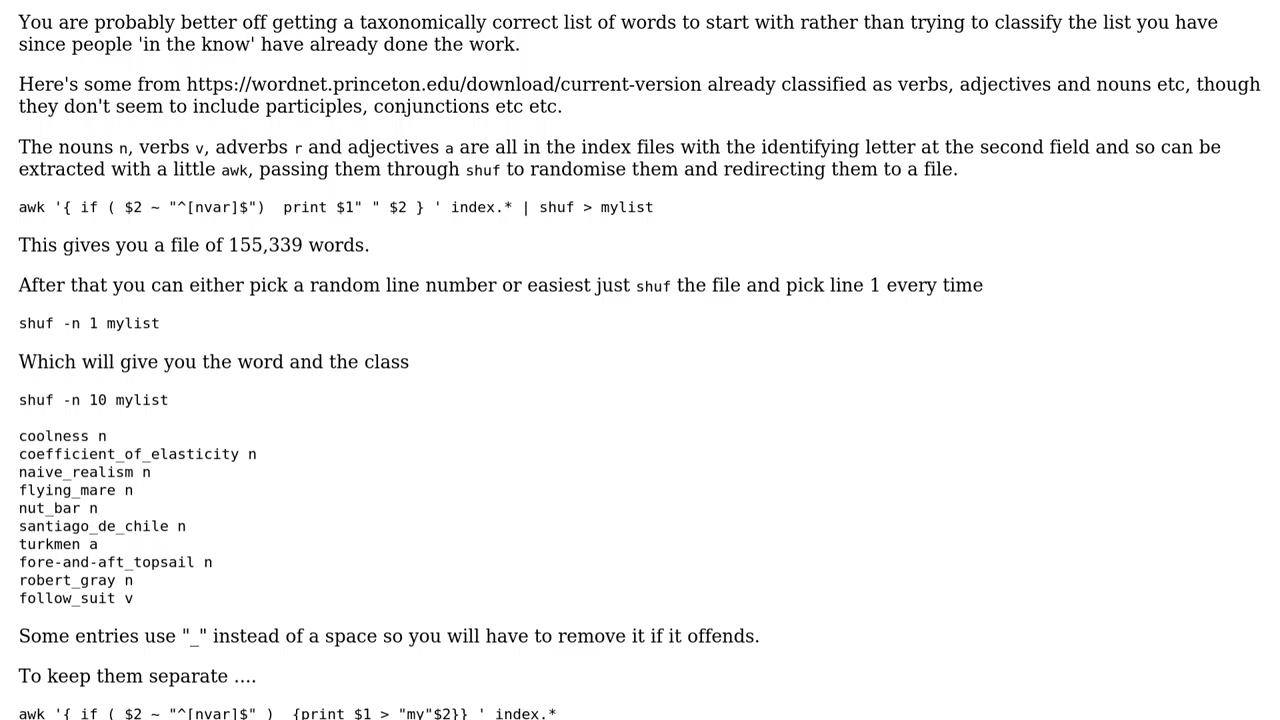 You are probably better off getting a taxonomically correct list of words to start with rather than trying to classify the list you have
since people 'in the know' have already done the work.
Here's some from https://wordnet.princeton.edu/download/current-version already classified as verbs, adjectives and nouns etc, though
they don't seem to include participles, conjunctions etc etc.
The nouns n, verbs v, adverbs r and adjectives a are all in the index files with the identifying letter at the second field and so can be
extracted with a little awk, passing them through shuf to randomise them and redirecting them to a file.
awk '{ if ( $2 ~ "^[nvar]$")  print $1" " $2 } ' index.* | shuf > mylist
This gives you a file of 155,339 words.
After that you can either pick a random line number or easiest just shuf the file and pick line 1 every time
shuf -n 1 mylist
Which will give you the word and the class
shuf -n 10 mylist
coolness n
coefficient_of_elasticity n
naive_realism n
flying_mare n
nut_bar n
santiago_de_chile n
turkmen a
fore-and-aft_topsail n
robert_gray n
follow_suit v
Some entries use "_" instead of a space so you will have to remove it if it offends.
To keep them separate ....
awk '{ if ( $2 ~ "^[nvar]$" )  {print $1 > "my"$2}} ' index.*